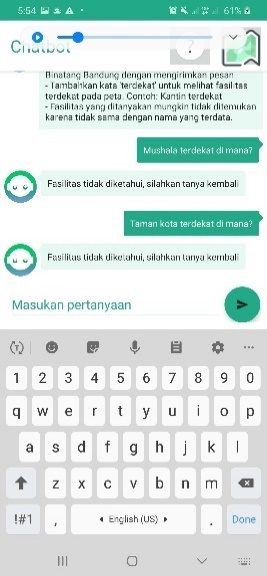 5:54
61%
Chatbot
?
Binatang Bandung dengan mengirimkan pesan
- Tambahkan kata 'terdekat' untuk melihat fasilitas
terdekat pada peta. Contoh: Kantin terdekat
- Fasilitas yang ditanyakan mungkin tidak ditemukan
karena tidak sama dengan nama yang terdata.
Mushala terdekat di mana?
Fasilitas tidak diketahui, silahkan tanya kembali
Taman kota terdekat di mana?
Fasilitas tidak diketahui, silahkan tanya kembali
Masukan pertanyaan
1 2 3 4 5 6 7 8 9 0
q w e r t y u i o p
a s d f g h j k l
z x c v b n m
!#1 , English (US) . Done